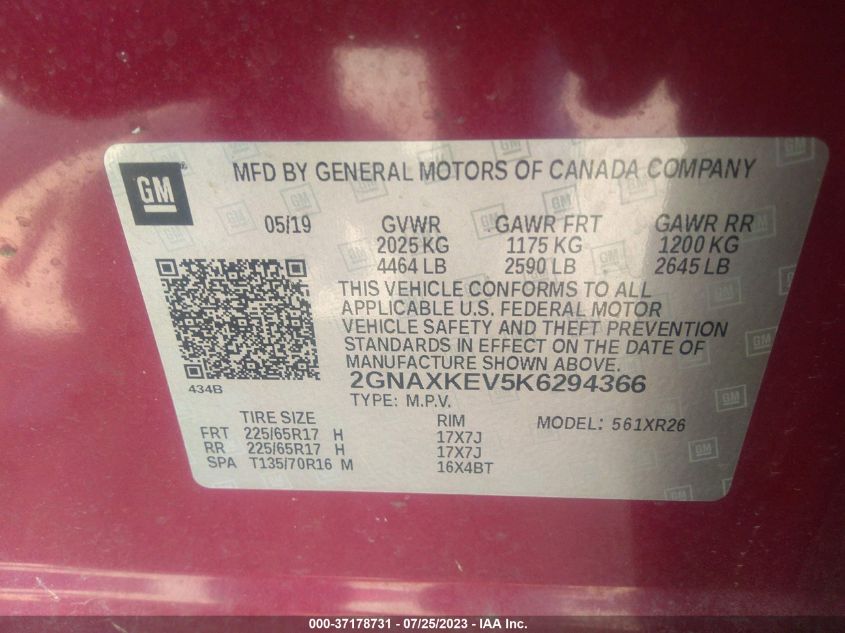 GM
MFD BY GENERAL MOTORS OF CANADA COMPANY
05/19 GVWR GAWR FRT GAWR RR
2025 KG 1175 KG 1200 KG
4464 LB 2590 LB 2645 LB
THIS VEHICLE CONFORMS TO ALL
APPLICABLE U.S. FEDERAL MOTOR
VEHICLE SAFETY AND THEFT PREVENTION
STANDARDS IN EFFECT ON THE DATE OF
MANUFACTURE SHOWN ABOVE.
434B
2GNAXKEV5K6294366
TYPE: M.P.V.
TIRE SIZE RIM MODEL: 561XR26
FRT 225/65R17 H 17X7J
RR 225/65R17 H 17X7J
SPA T135/70R16 M 16X4BT
000-37178731 / 07/25/2023 - IAA Inc.